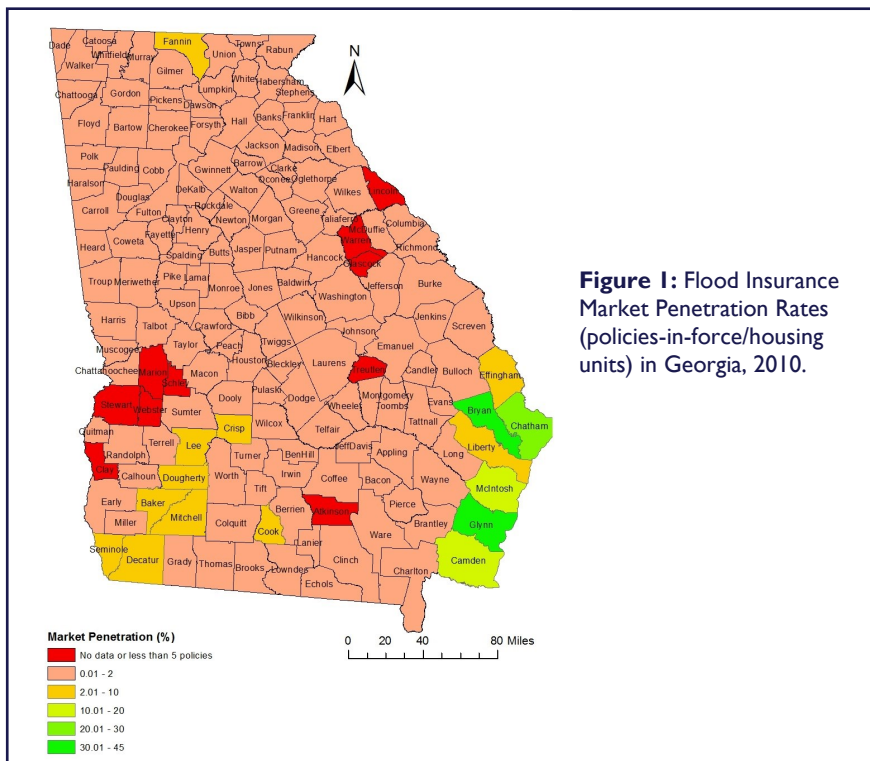 Fannin
Towns
Dade
Catoosa
Whitfield
Murray
Union
Rabun
N
Walker
Gilmer
White
Habersham
Lumpkin
Stephens
Chattooga
Gordon
Pickens
Dawson
Banks
Franklin
Hart
Floyd
Bartow
Cherokee
Forsyth
Hall
Jackson
Madison
Elbert
Polk
Paulding
Cobb
Gwinnett
Barrow
Clarke
Oconee
Oglethorpe
Haralson
Douglas
DeKalb
Walton
Wilkes
Lincoln
Carroll
Fulton
Clayton
Rockdale
Newton
Morgan
Greene
Taliaferro
McDuffie
Columbia
Heard
Coweta
Fayette
Henry
Spalding
Butts
Jasper
Putnam
Hancock
Warren
Glascock
Richmond
Troup
Meriwether
Pike
Lamar
Monroe
Jones
Baldwin
Washington
Jefferson
Burke
Upson
Harris
Talbot
Crawford
Bibb
Wilkinson
Johnson
Jenkins
Screven
Muscogee
Taylor
Peach
Twiggs
Emanuel
Chattahoochee
Marion
Schley
Macon
Houston
Bleckley
Laurens
Treutlen
Candler
Bulloch
Effingham
Stewart
Webster
Sumter
Dooly
Pulaski
Dodge
Wheeler
Montgomery
Toombs
Evans
Bryan
Chatham
Quitman
Crisp
Wilcox
Telfair
Tattnall
Liberty
Randolph
Terrell
Lee
Turner
BenHill
JeffDavis
Appling
Long
Clay
Calhoun
Dougherty
Worth
Irwin
Coffee
Bacon
Wayne
McIntosh
Early
Baker
Tift
Berrien
Atkinson
Pierce
Miller
Mitchell
Colquitt
Cook
Ware
Brantley
Glynn
Seminole
Decatur
Grady
Thomas
Brooks
Lowndes
Lanier
Clinch
Charlton
Camden
Echols
Figure 1: Flood Insurance
Market Penetration Rates
(policies-in-force/housing
units) in Georgia, 2010.
Market Penetration (%)
No data or less than 5 policies
0.01 - 2
2.01 - 10
10.01 - 20
20.01 - 30
30.01 - 45
0 20 40 80 Miles